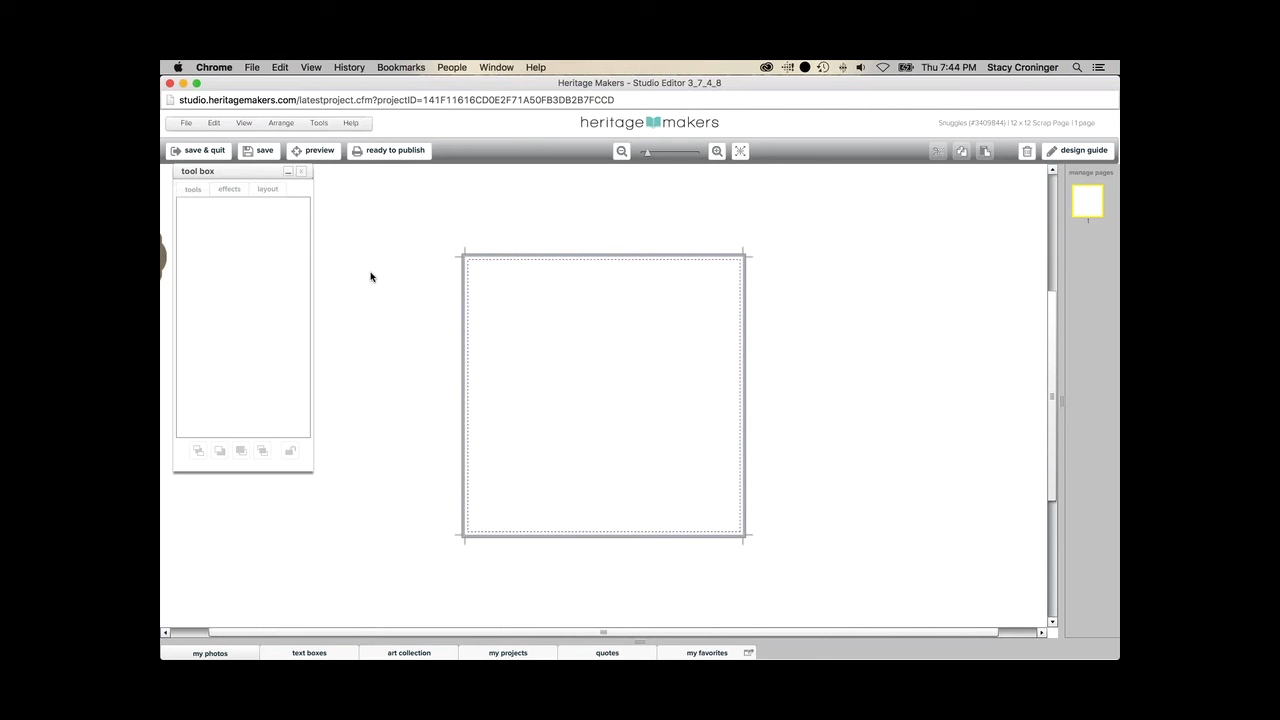 Chrome File Edit View History Bookmarks People Window Help Thu 7:44 PM Stacy Croninger
Heritage Makers - Studio Editor 3_7_4_8
studio.heritagemakers.com/latestproject.cfm?projectID=141F11616CD0E2F71A50FB3DB2B7FCCD
File Edit View Arrange Tools Help heritage makers Snuggles (#3409844) | 12 x 12 Scrap Page | 1 page
save & quit save preview ready to publish design guide
tool box
manage pages
tools effects layout
1
my photos text boxes art collection my projects quotes my favorites